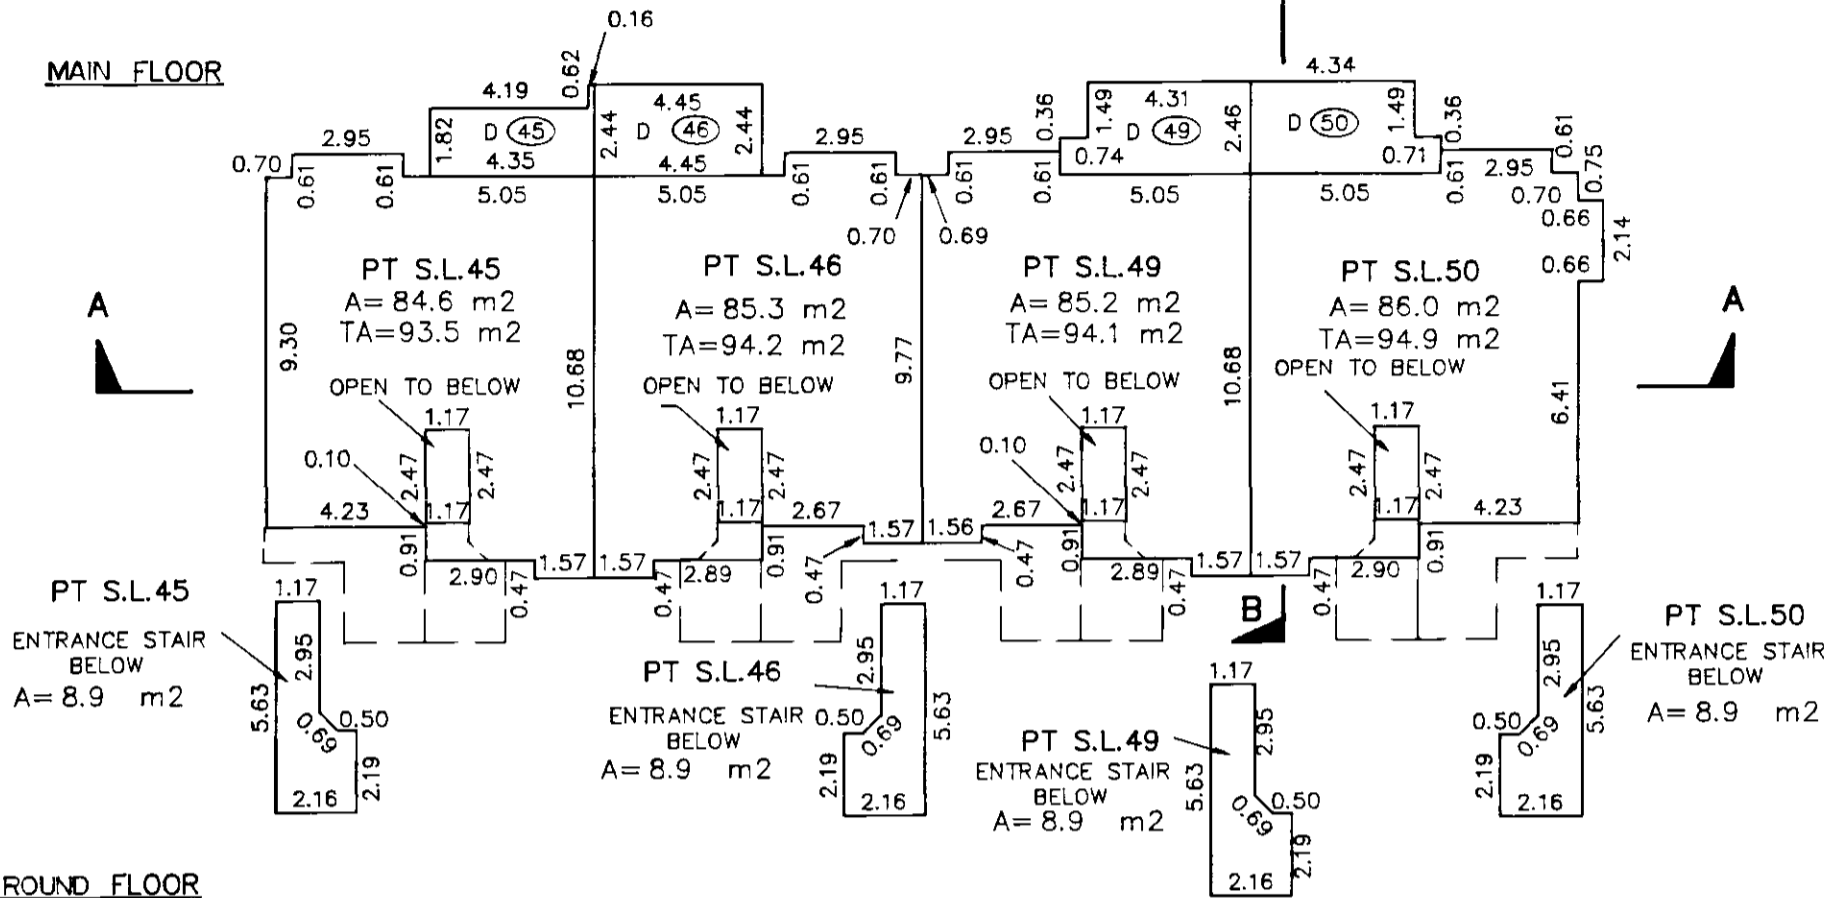 MAIN FLOOR
0.16
4.19
0.62
4.45
D 45
1.82
4.35
2.44
D 46
2.44
4.45
2.95
0.70
0.61
0.61
5.05
5.05
2.95
0.61
0.61
0.70
0.69
2.95
0.61
0.36
1.49
4.31
D 49
2.46
0.74
0.61
5.05
4.34
D 50
1.49
0.36
0.71
5.05
0.61
2.95
0.61
0.75
0.70
0.66
2.14
0.66
PT S.L.45
A= 84.6 m2
TA=93.5 m2
OPEN TO BELOW
PT S.L.46
A= 85.3 m2
TA=94.2 m2
OPEN TO BELOW
PT S.L.49
A= 85.2 m2
TA=94.1 m2
OPEN TO BELOW
PT S.L.50
A= 86.0 m2
TA=94.9 m2
OPEN TO BELOW
A
A
9.30
10.68
9.77
10.68
6.41
1.17
0.10
2.47
2.47
1.17
4.23
0.91
2.90
0.47
1.57
1.17
2.47
2.47
1.17
2.67
1.57
0.47
2.89
0.91
1.57
0.47
1.17
0.10
2.47
2.47
1.17
2.67
1.56
0.47
0.91
2.89
0.47
1.57
1.17
2.47
2.47
1.17
4.23
1.57
0.47
2.90
0.91
B
PT S.L.45
ENTRANCE STAIR
BELOW
A= 8.9 m2
1.17
2.95
5.63
0.69
0.50
2.19
2.16
PT S.L.46
ENTRANCE STAIR
BELOW
A= 8.9 m2
1.17
2.95
5.63
0.50
0.69
2.19
2.16
PT S.L.49
ENTRANCE STAIR
BELOW
A= 8.9 m2
1.17
2.95
5.63
0.69
0.50
2.19
2.16
PT S.L.50
ENTRANCE STAIR
BELOW
A= 8.9 m2
1.17
2.95
5.63
0.50
0.69
2.19
2.16
ROUND FLOOR